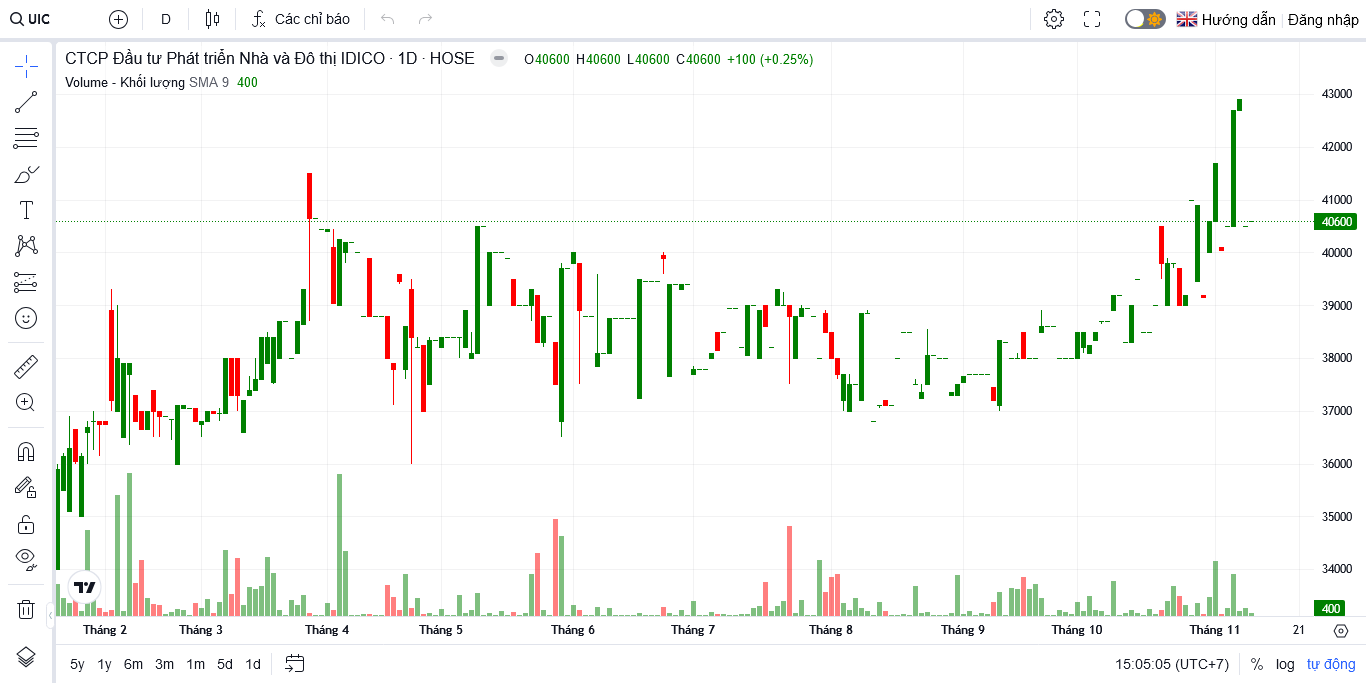 UIC D Các chỉ báo Hướng dẫn Đăng nhập
CTCP Đầu tư Phát triển Nhà và Đô thị IDICO · 1D · HOSE O40600 H40600 L40600 C40600 +100 (+0.25%)
Volume - Khối lượng SMA 9 400
43000
42000
41000
40600
40000
39000
38000
37000
36000
35000
34000
400
Tháng 2 Tháng 3 Tháng 4 Tháng 5 Tháng 6 Tháng 7 Tháng 8 Tháng 9 Tháng 10 Tháng 11 21
5y 1y 6m 3m 1m 5d 1d 15:05:05 (UTC+7) % log tự động